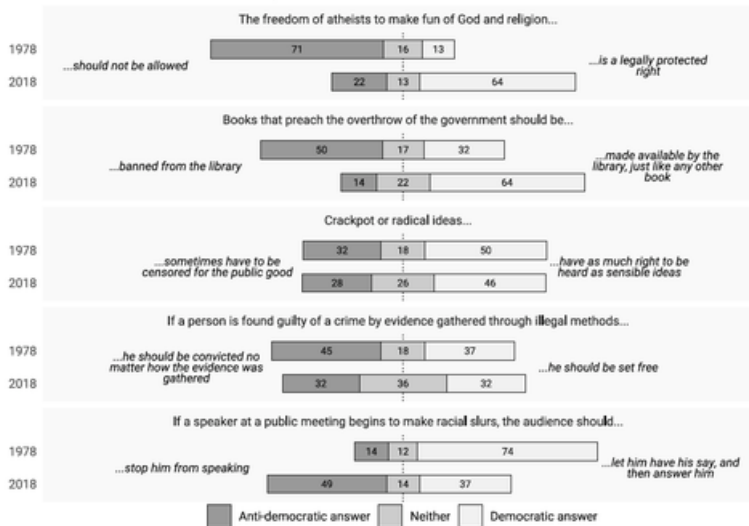 The freedom of atheists to make fun of God and religion...
1978
71 16 13
...should not be allowed
...is a legally protected
right
2018
22 13 64
Books that preach the overthrow of the government should be...
1978
50 17 32
...banned from the library
...made available by the
library, just like any other
book
2018
14 22 64
Crackpot or radical ideas...
1978
32 18 50
...sometimes have to be
censored for the public good
...have as much right to be
heard as sensible ideas
2018
28 26 46
If a person is found guilty of a crime by evidence gathered through illegal methods...
1978
45 18 37
...he should be convicted no
matter how the evidence was
gathered
...he should be set free
2018
32 36 32
If a speaker at a public meeting begins to make racial slurs, the audience should...
1978
14 12 74
...stop him from speaking
...let him have his say, and
then answer him
2018
49 14 37
Anti-democratic answer Neither Democratic answer